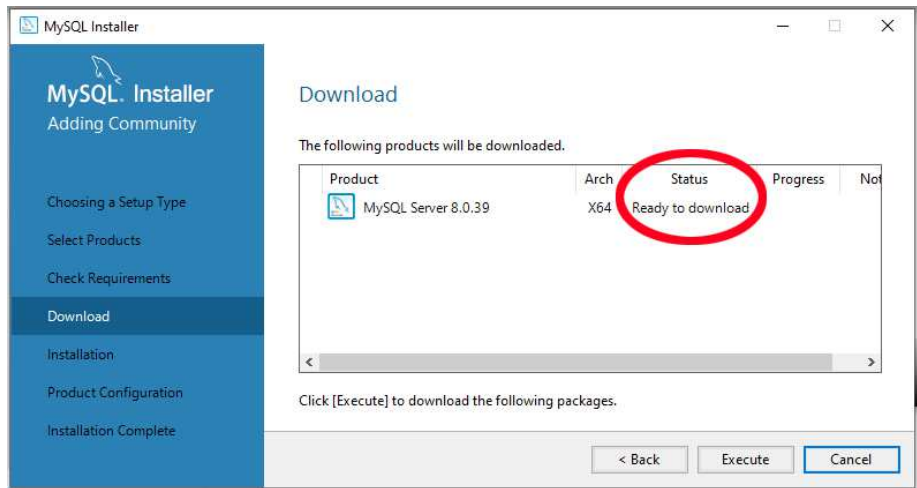 MySQL Installer
MySQL. Installer
Adding Community
Choosing a Setup Type
Select Products
Check Requirements
Download
Installation
Product Configuration
Installation Complete
Download
The following products will be downloaded.
Product Arch Status Progress Not
MySQL Server 8.0.39 X64 Ready to download
Click [Execute] to download the following packages.
< Back Execute Cancel